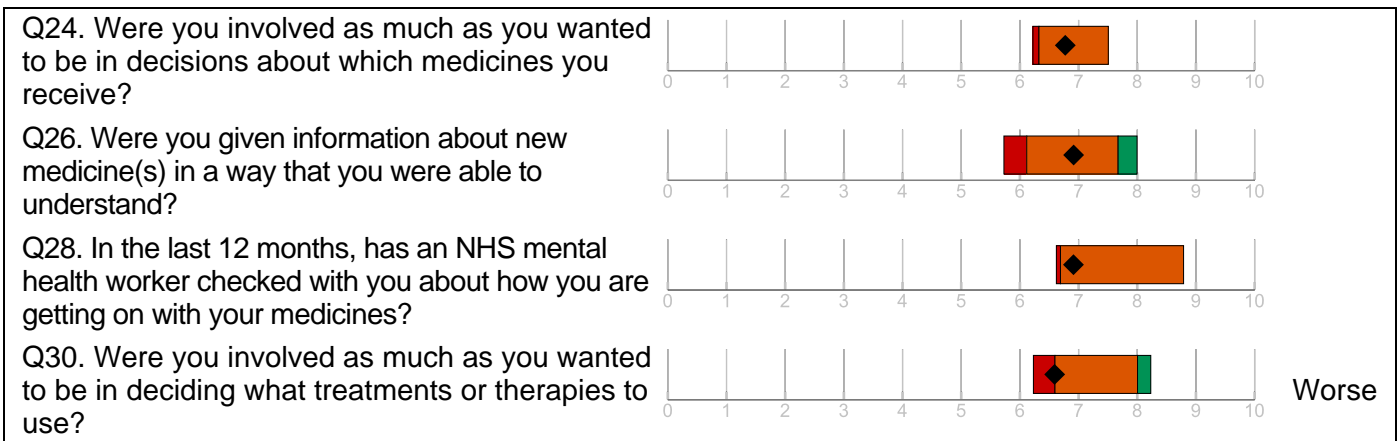 Q24. Were you involved as much as you wanted
to be in decisions about which medicines you
receive?
0 1 2 3 4 5 6 7 8 9 10
Q26. Were you given information about new
medicine(s) in a way that you were able to
understand?
0 1 2 3 4 5 6 7 8 9 10
Q28. In the last 12 months, has an NHS mental
health worker checked with you about how you are
getting on with your medicines?
0 1 2 3 4 5 6 7 8 9 10
Q30. Were you involved as much as you wanted
to be in deciding what treatments or therapies to
use?
0 1 2 3 4 5 6 7 8 9 10
Worse